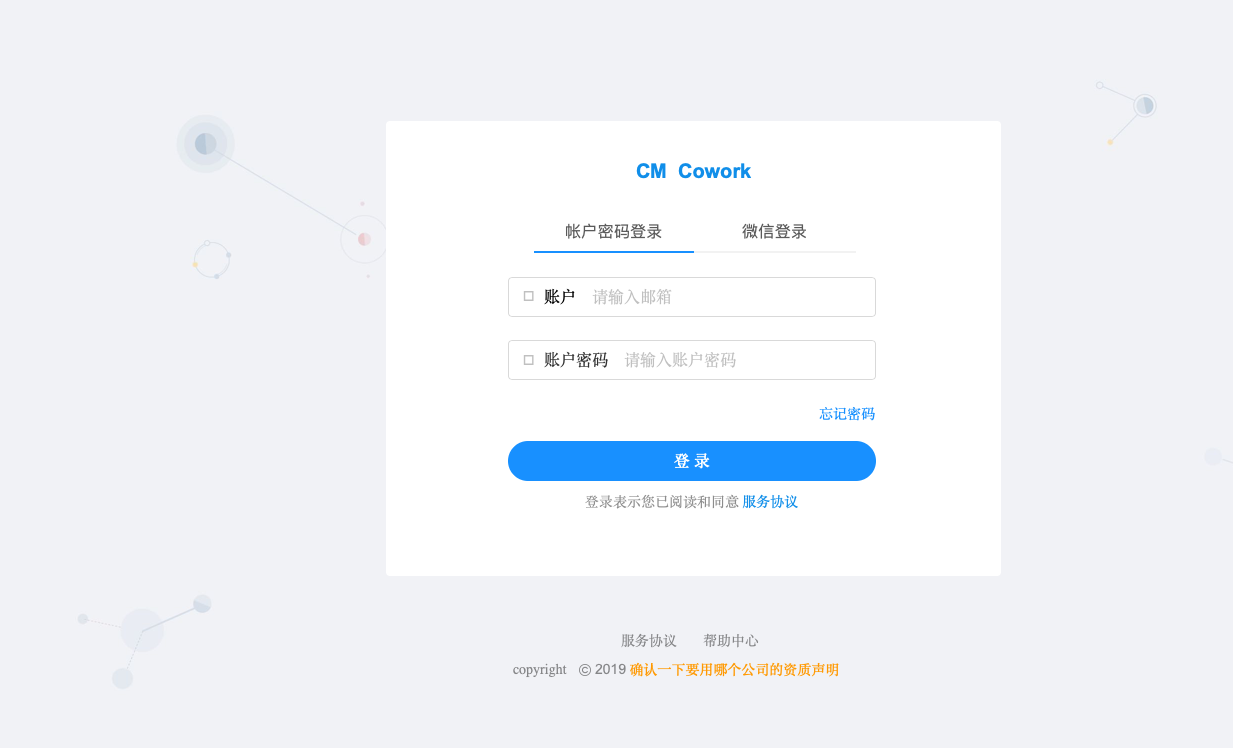 CM Cowork
帐户密码登录 微信登录
账户 请输入邮箱
账户密码 请输入账户密码
忘记密码
登 录
登录表示您已阅读和同意 服务协议
服务协议 帮助中心
copyright © 2019 确认一下要用哪个公司的资质声明